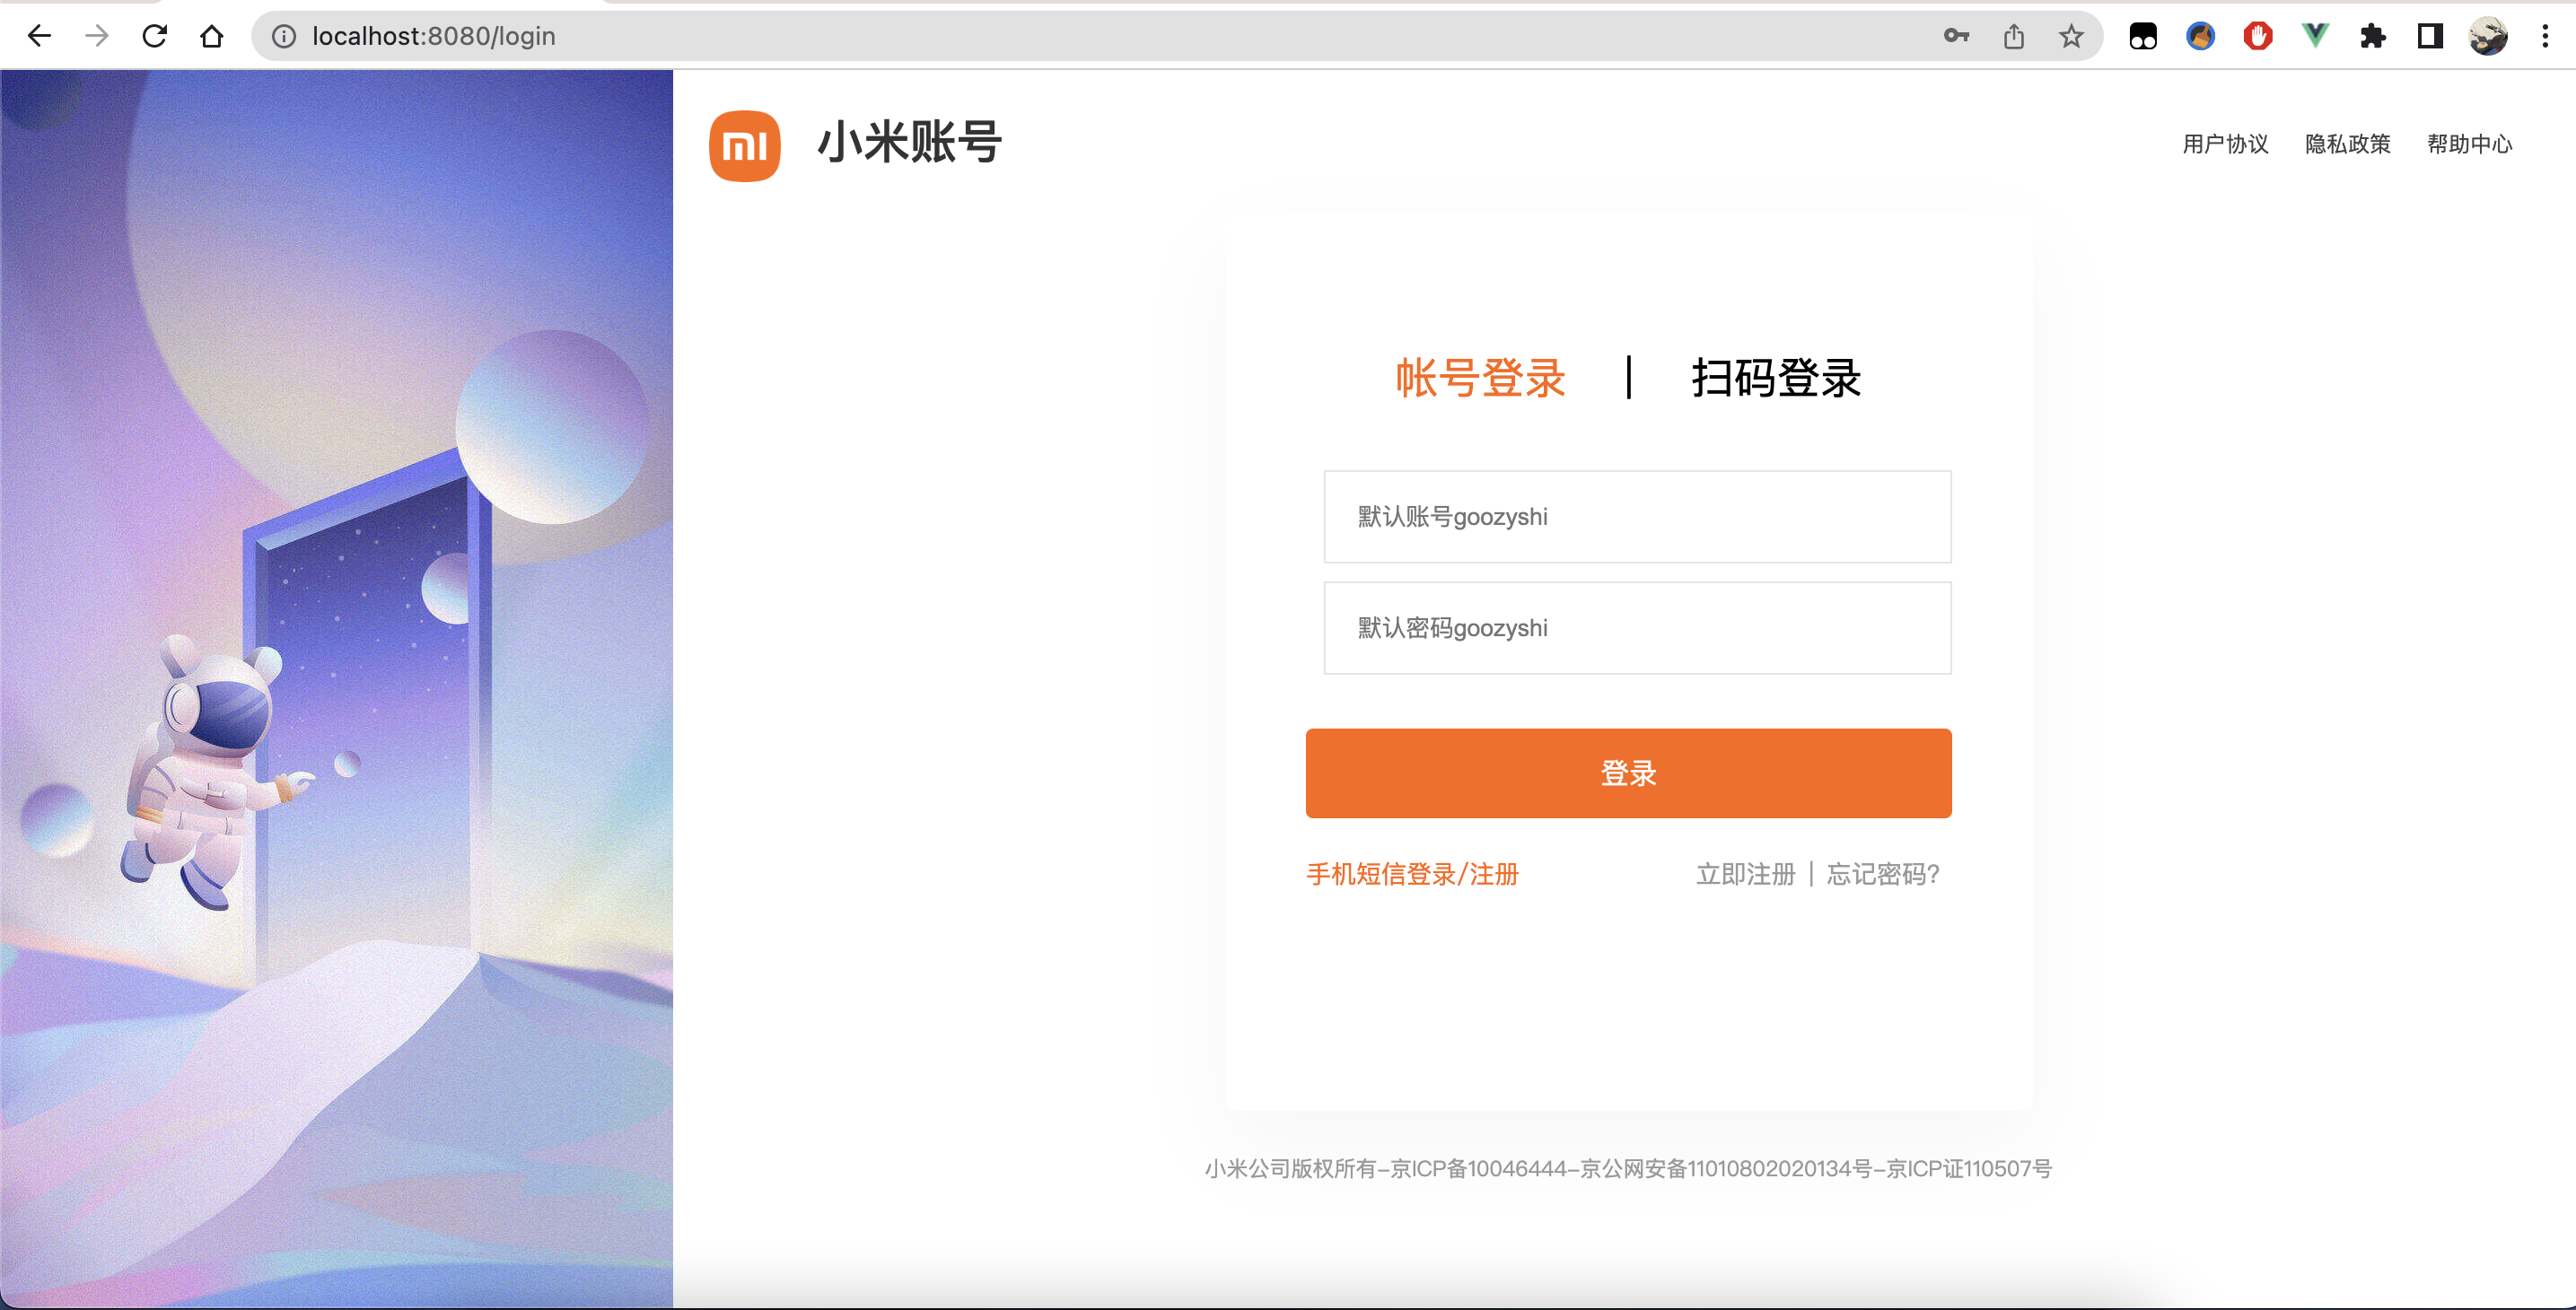 localhost:8080/login
小米账号
用户协议 隐私政策 帮助中心
帐号登录 | 扫码登录
默认账号goozyshi
默认密码goozyshi
登录
手机短信登录/注册 立即注册 | 忘记密码?
小米公司版权所有-京ICP备10046444-京公网安备11010802020134号-京ICP证110507号